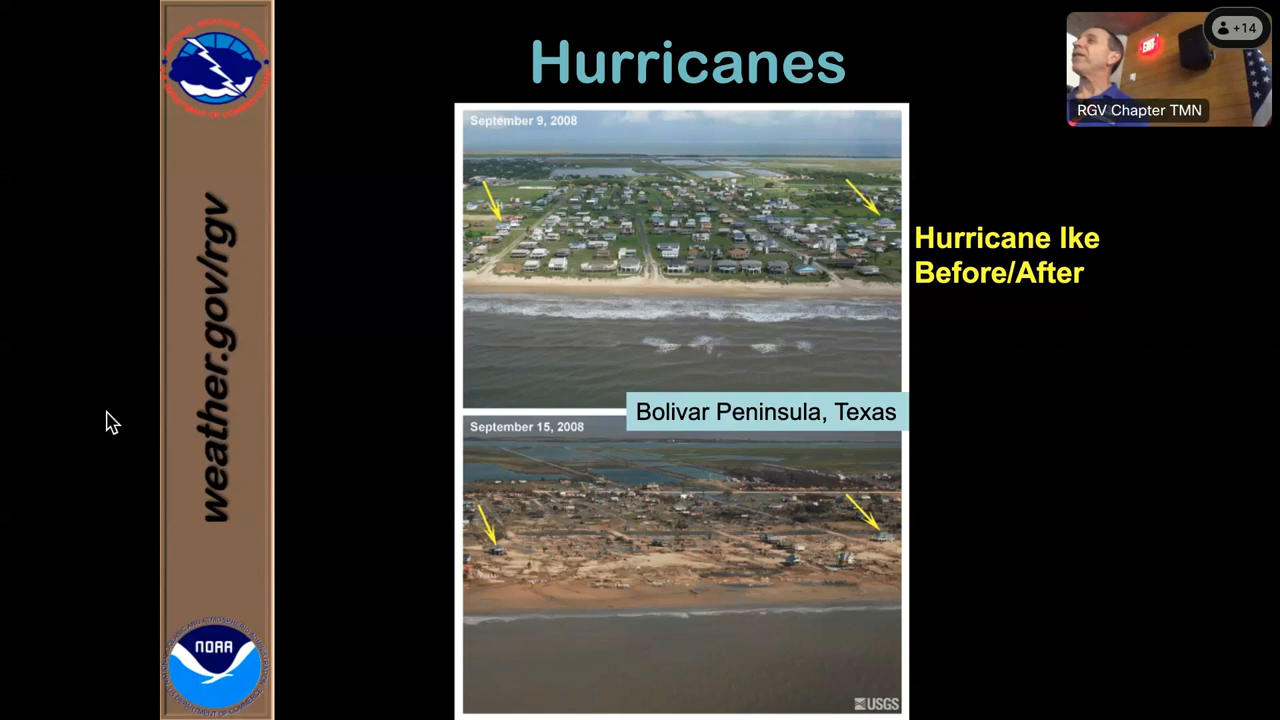 Hurricanes
weather.gov/rgv
NOAA
September 9, 2008
Hurricane Ike
Before/After
Bolivar Peninsula, Texas
September 15, 2008
USGS
+14
EXIT
RGV Chapter TMN